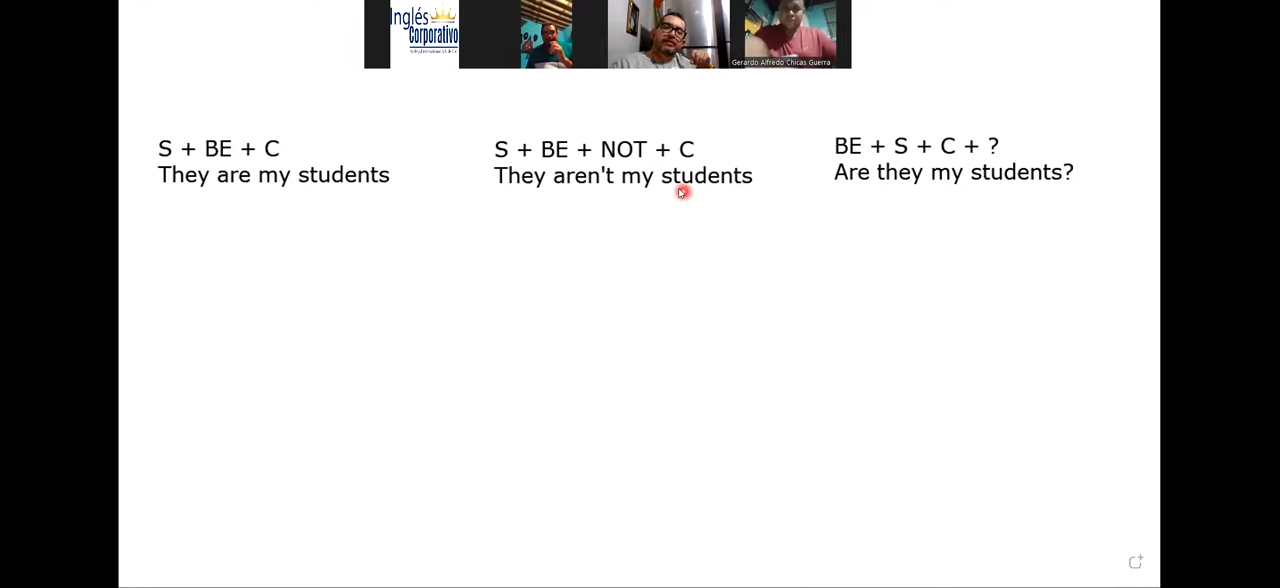 Inglés
Corporativo
Gerardo Alfredo Chicas Guerra
S + BE + C
They are my students
S + BE + NOT + C
They aren't my students
BE + S + C + ?
Are they my students?